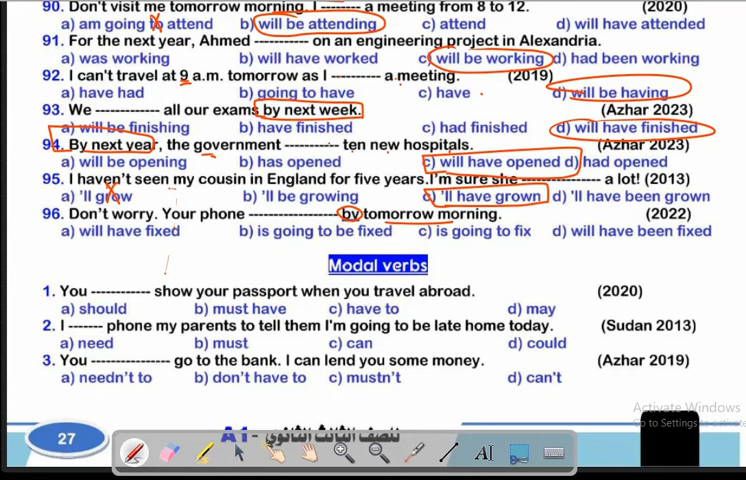 90. Don't visit me tomorrow morning. I ------- a meeting from 8 to 12. (2020)
a) am going to attend b) will be attending c) attend d) will have attended
91. For the next year, Ahmed ---------- on an engineering project in Alexandria.
a) was working b) will have worked c) will be working d) had been working
92. I can't travel at 9 a.m. tomorrow as I --------- a meeting. (2019)
a) have had b) going to have c) have d) will be having
93. We ------------ all our exams by next week. (Azhar 2023)
a) will be finishing b) have finished c) had finished d) will have finished
94. By next year, the government ----------- ten new hospitals. (Azhar 2023)
a) will be opening b) has opened c) will have opened d) had opened
95. I haven't seen my cousin in England for five years.I'm sure she ------------- a lot! (2013)
a) 'll grow b) 'll be growing c) 'll have grown d) 'll have been grown
96. Don't worry. Your phone ---------------- by tomorrow morning. (2022)
a) will have fixed b) is going to be fixed c) is going to fix d) will have been fixed
Modal verbs
1. You ----------- show your passport when you travel abroad. (2020)
a) should b) must have c) have to d) may
2. I ------ phone my parents to tell them I'm going to be late home today. (Sudan 2013)
a) need b) must c) can d) could
3. You --------------- go to the bank. I can lend you some money. (Azhar 2019)
a) needn't to b) don't have to c) mustn't d) can't
Activate Windows
Go to Settings to activate
27
للصف الثالث الثانوي - A1
AI